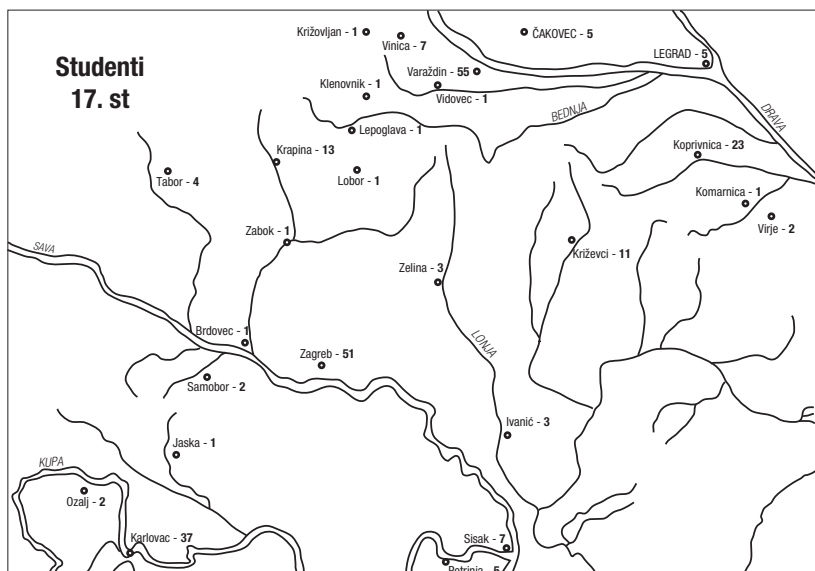 Studenti
17. st
Križovljan - 1
Vinica - 7
ČAKOVEC - 5
LEGRAD - 5
Varaždin - 55
Klenovnik - 1
Vidovec - 1
BEDNJA
DRAVA
Lepoglava - 1
Krapina - 13
Koprivnica - 23
Tabor - 4
Lobor - 1
Komarnica - 1
Virje - 2
Zabok - 1
SAVA
Križevci - 11
Zelina - 3
Brdovec - 1
LONJA
Zagreb - 51
Samobor - 2
Ivanić - 3
Jaska - 1
KUPA
Ozalj - 2
Karlovac - 37
Sisak - 7
Petrinja - 5